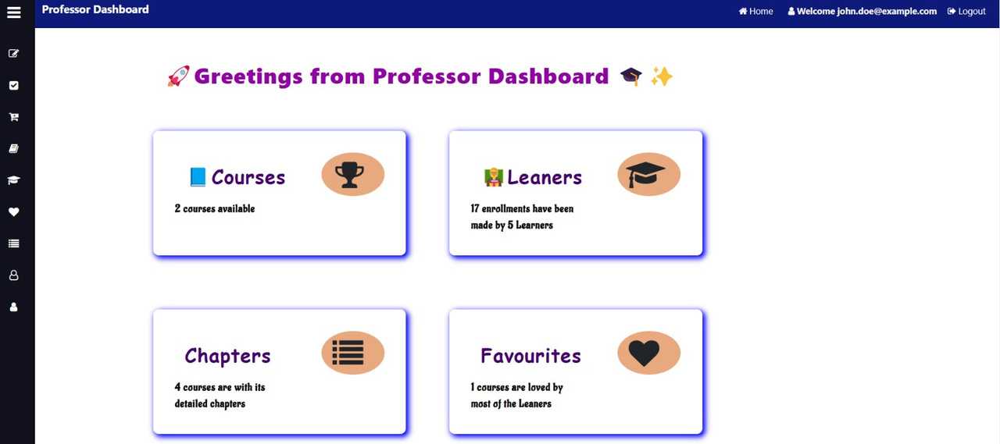 Professor Dashboard
Home
Welcome john.doe@example.com
Logout
Greetings from Professor Dashboard
Courses
2 courses available
Leaners
17 enrollments have been
made by 5 Learners
Chapters
4 courses are with its
detailed chapters
Favourites
1 courses are loved by
most of the Leaners